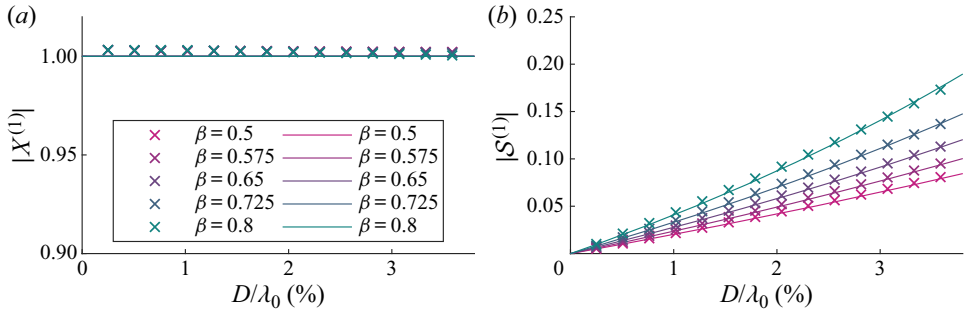 (a)
(b)
|X⁽¹⁾|
1.00
0.95
0.90
β = 0.5 β = 0.5
β = 0.575 β = 0.575
β = 0.65 β = 0.65
β = 0.725 β = 0.725
β = 0.8 β = 0.8
0 1 2 3
D/λ₀ (%)
|𝒮⁽¹⁾|
0.25
0.20
0.15
0.10
0.05
0 1 2 3
D/λ₀ (%)